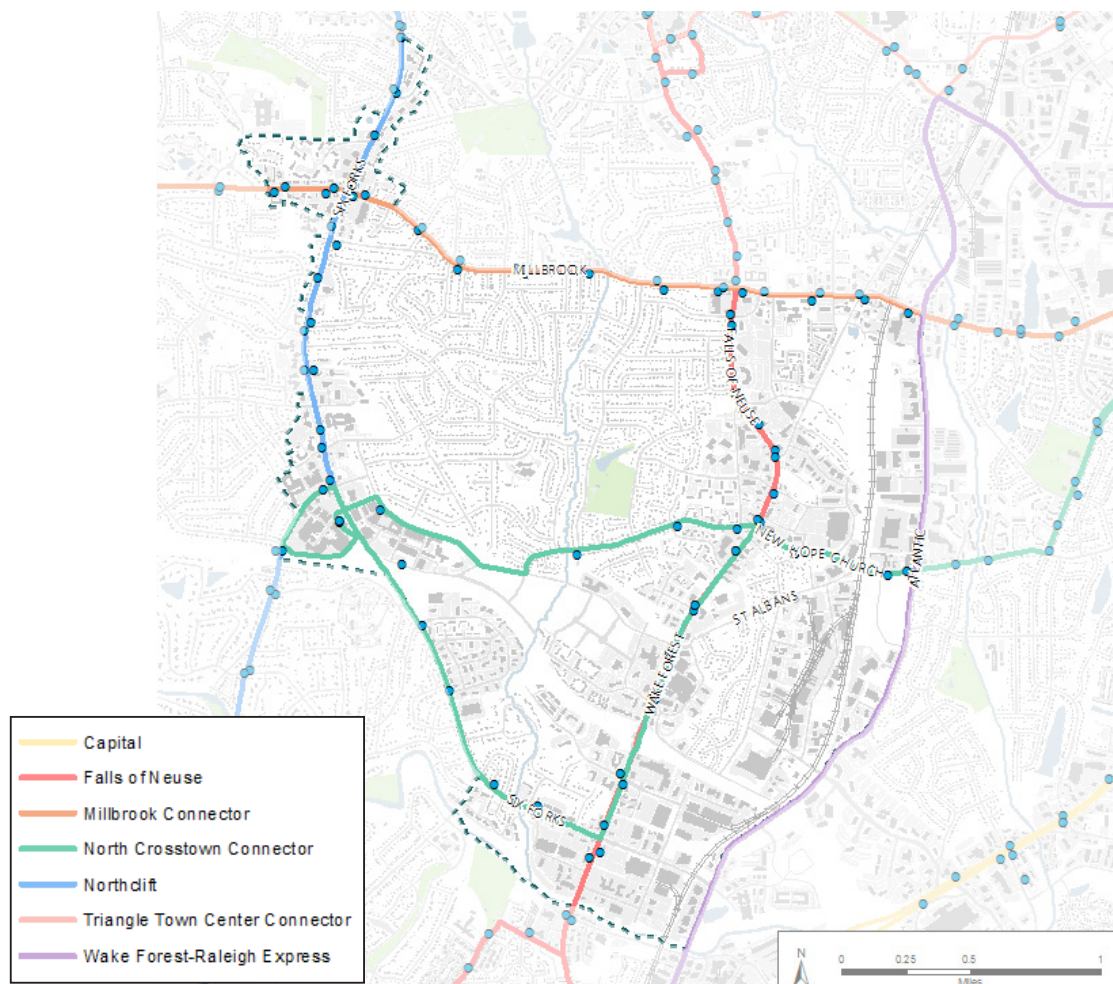 SIX FORKS
MILLBROOK
FALLS OF NEUSE
NEW HOPE CHURCH
ATLANTIC
ST ALBANS
WAKE FOREST
SIX FORKS
Capital
Falls of Neuse
Millbrook Connector
North Crosstown Connector
Northclift
Triangle Town Center Connector
Wake Forest-Raleigh Express
N
0 0.25 0.5 1
Miles